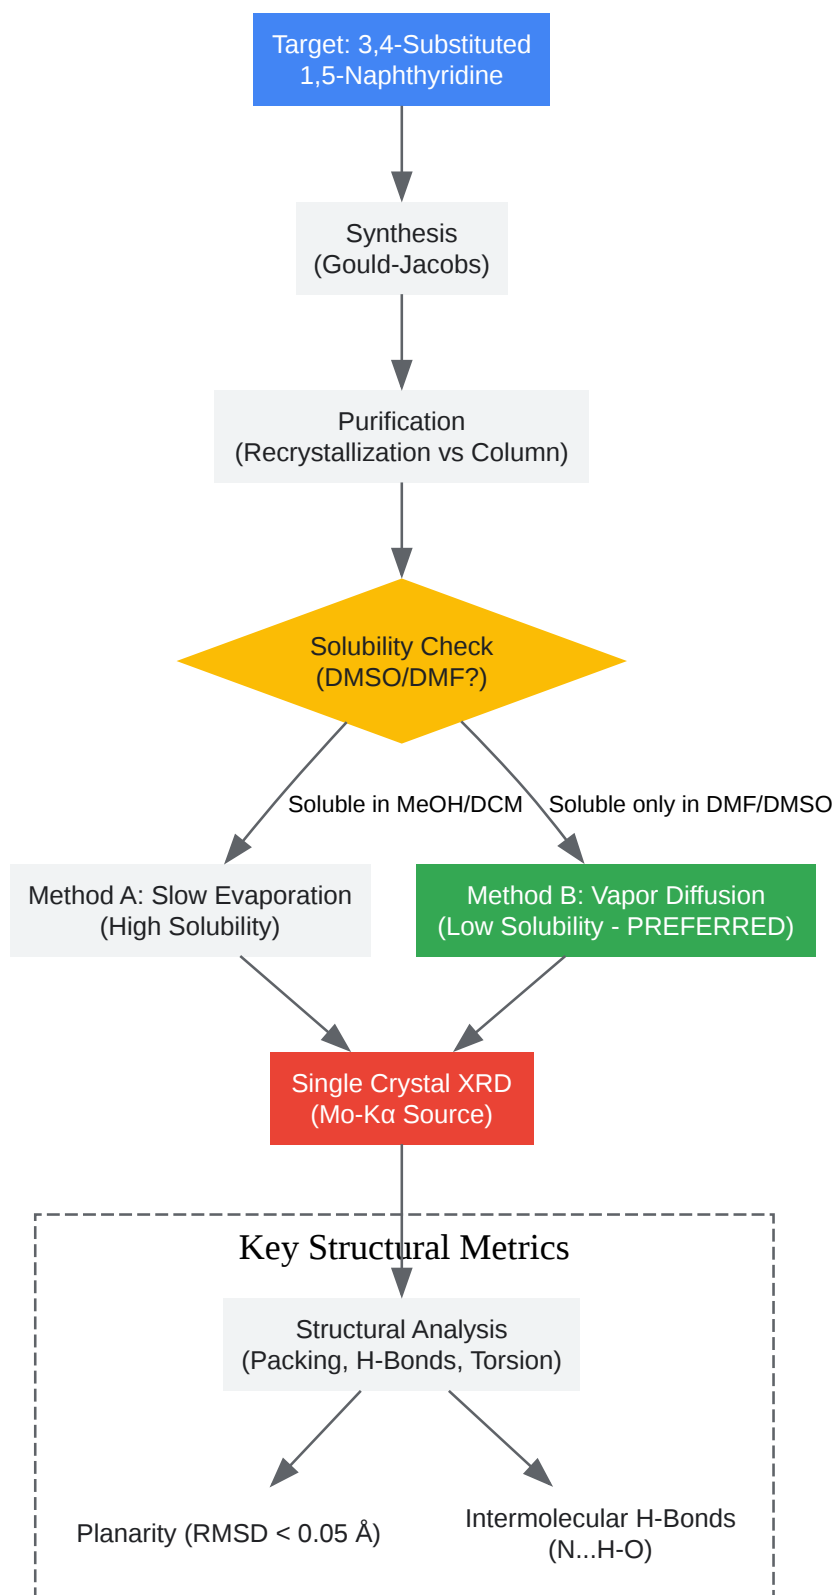 Target: 3,4-Substituted
1,5-Naphthyridine
Synthesis
(Gould-Jacobs)
Purification
(Recrystallization vs Column)
Solubility Check
(DMSO/DMF?)
Soluble in MeOH/DCM
Soluble only in DMF/DMSO
Method A: Slow Evaporation
(High Solubility)
Method B: Vapor Diffusion
(Low Solubility - PREFERRED)
Single Crystal XRD
(Mo-Kα Source)
Key Structural Metrics
Structural Analysis
(Packing, H-Bonds, Torsion)
Planarity (RMSD < 0.05 Å)
Intermolecular H-Bonds
(N...H-O)